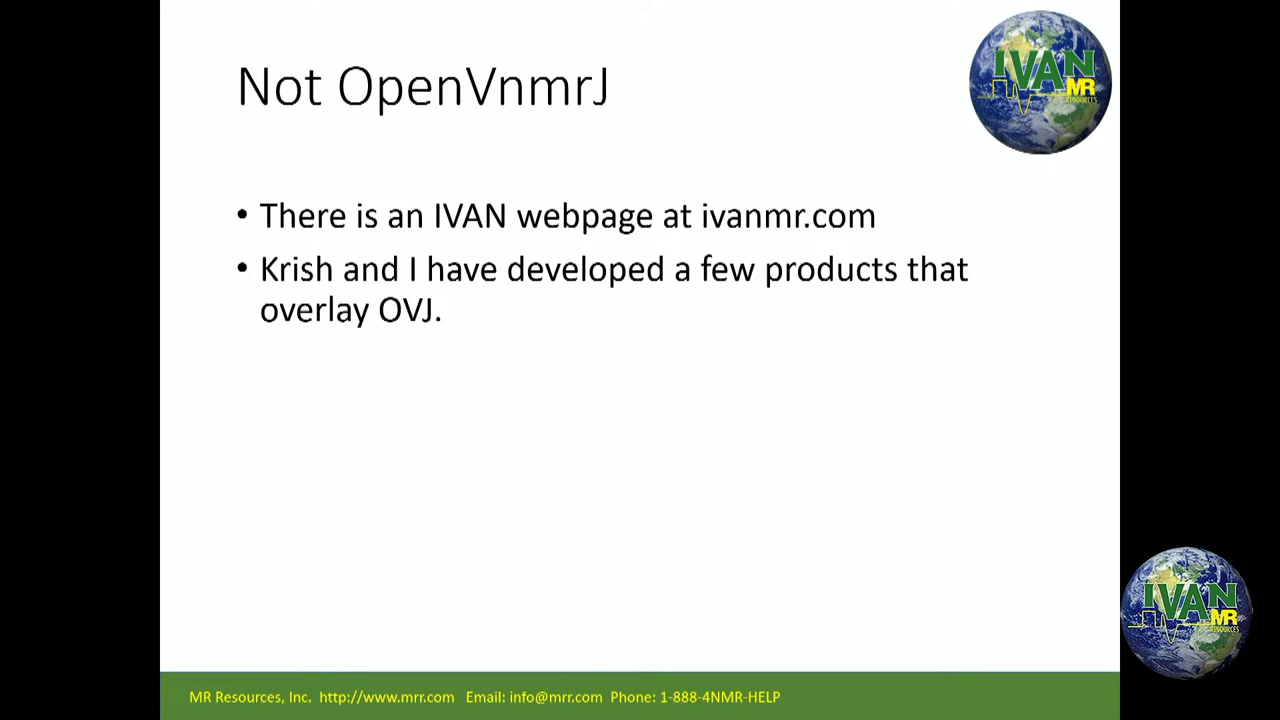 Not OpenVnmrJ
IVAN
MR
RESOURCES
• There is an IVAN webpage at ivanmr.com
• Krish and I have developed a few products that
overlay OVJ.
IVAN
MR
RESOURCES
MR Resources, Inc. http://www.mrr.com Email: info@mrr.com Phone: 1-888-4NMR-HELP